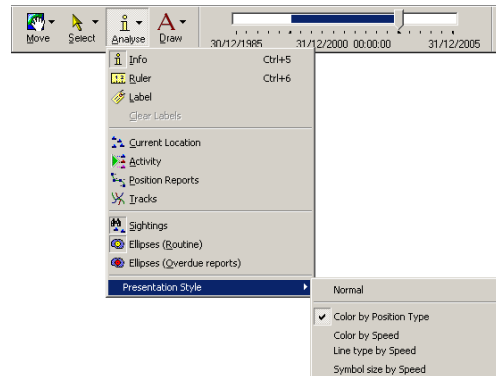 Move Select Analyse Draw
30/12/1985 31/12/2000 00:00:00 31/12/2005
Info Ctrl+5
Ruler Ctrl+6
Label
Clear Labels
Current Location
Activity
Position Reports
Tracks
Sightings
Ellipses (Routine)
Ellipses (Overdue reports)
Presentation Style
Normal
Color by Position Type
Color by Speed
Line type by Speed
Symbol size by Speed